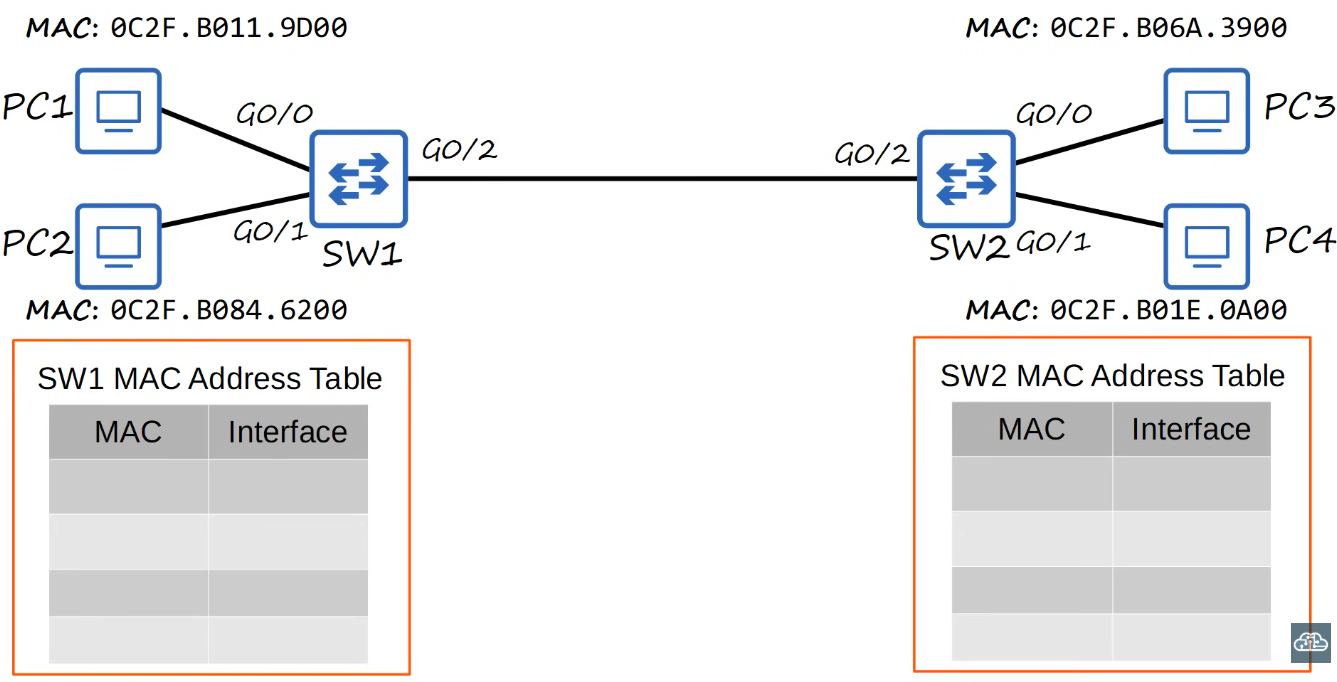 MAC: 0C2F.B011.9D00
MAC: 0C2F.B06A.3900
PC1
G0/0
G0/2
G0/2
G0/0
PC3
PC2
G0/1
SW1
SW2
G0/1
PC4
MAC: 0C2F.B084.6200
MAC: 0C2F.B01E.0A00
SW1 MAC Address Table
MAC Interface
SW2 MAC Address Table
MAC Interface